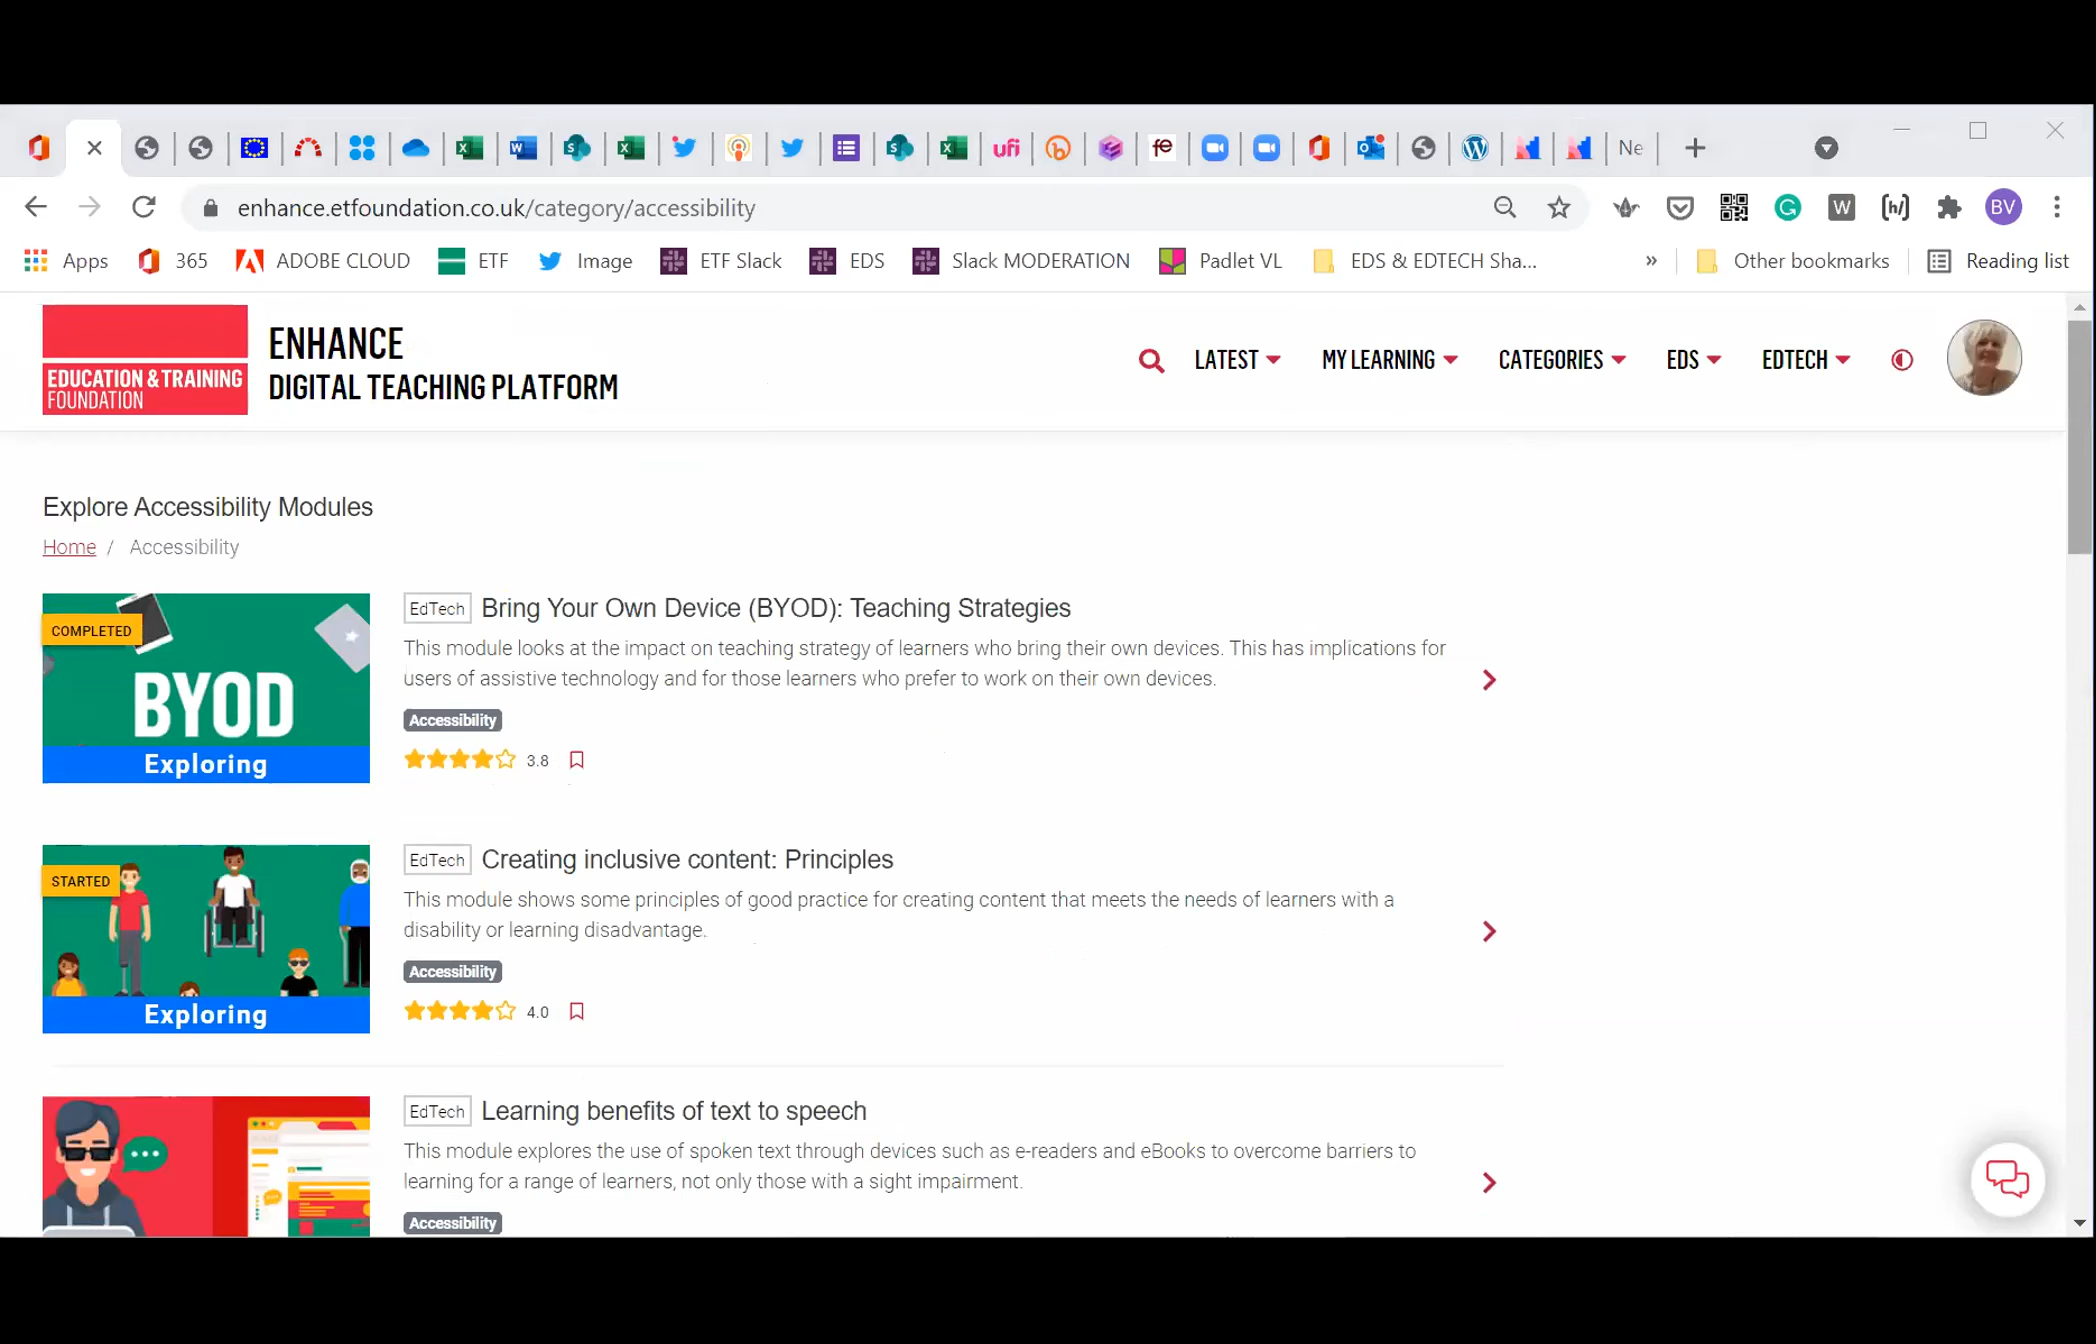 Ne
enhance.etfoundation.co.uk/category/accessibility
BV
Apps 365 ADOBE CLOUD ETF Image ETF Slack EDS Slack MODERATION Padlet VL EDS & EDTECH Sha... » Other bookmarks Reading list
EDUCATION & TRAINING
FOUNDATION
ENHANCE
DIGITAL TEACHING PLATFORM
LATEST MY LEARNING CATEGORIES EDS EDTECH
Explore Accessibility Modules
Home / Accessibility
COMPLETED
BYOD
Exploring
EdTech Bring Your Own Device (BYOD): Teaching Strategies
This module looks at the impact on teaching strategy of learners who bring their own devices. This has implications for
users of assistive technology and for those learners who prefer to work on their own devices.
Accessibility
3.8
STARTED
Exploring
EdTech Creating inclusive content: Principles
This module shows some principles of good practice for creating content that meets the needs of learners with a
disability or learning disadvantage.
Accessibility
4.0
EdTech Learning benefits of text to speech
This module explores the use of spoken text through devices such as e-readers and eBooks to overcome barriers to
learning for a range of learners, not only those with a sight impairment.
Accessibility